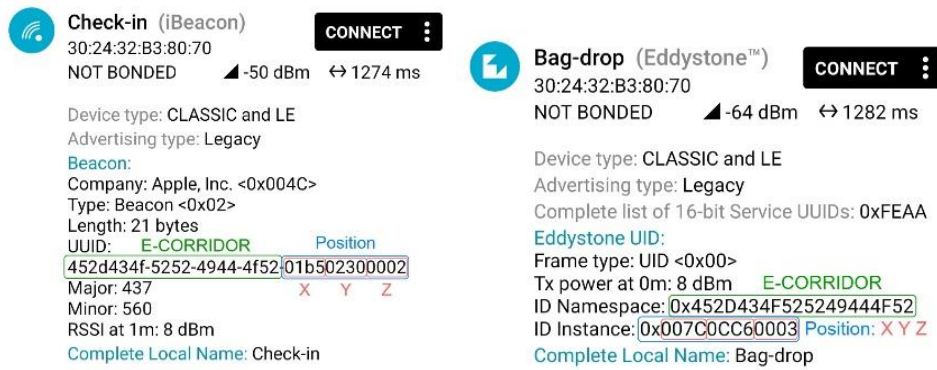 Check-in (iBeacon)
CONNECT
30:24:32:B3:80:70
NOT BONDED -50 dBm 1274 ms
Device type: CLASSIC and LE
Advertising type: Legacy
Beacon:
Company: Apple, Inc. <0x004C>
Type: Beacon <0x02>
Length: 21 bytes
UUID: E-CORRIDOR Position
452d434f-5252-4944-4f52-01b502300002
Major: 437 X Y Z
Minor: 560
RSSI at 1m: 8 dBm
Complete Local Name: Check-in
Bag-drop (Eddystone™)
CONNECT
30:24:32:B3:80:70
NOT BONDED -64 dBm 1282 ms
Device type: CLASSIC and LE
Advertising type: Legacy
Complete list of 16-bit Service UUIDs: 0xFEAA
Eddystone UID:
Frame type: UID <0x00>
Tx power at 0m: 8 dBm E-CORRIDOR
ID Namespace: 0x452D434F525249444F52
ID Instance: 0x007C0CC60003 Position: X Y Z
Complete Local Name: Bag-drop